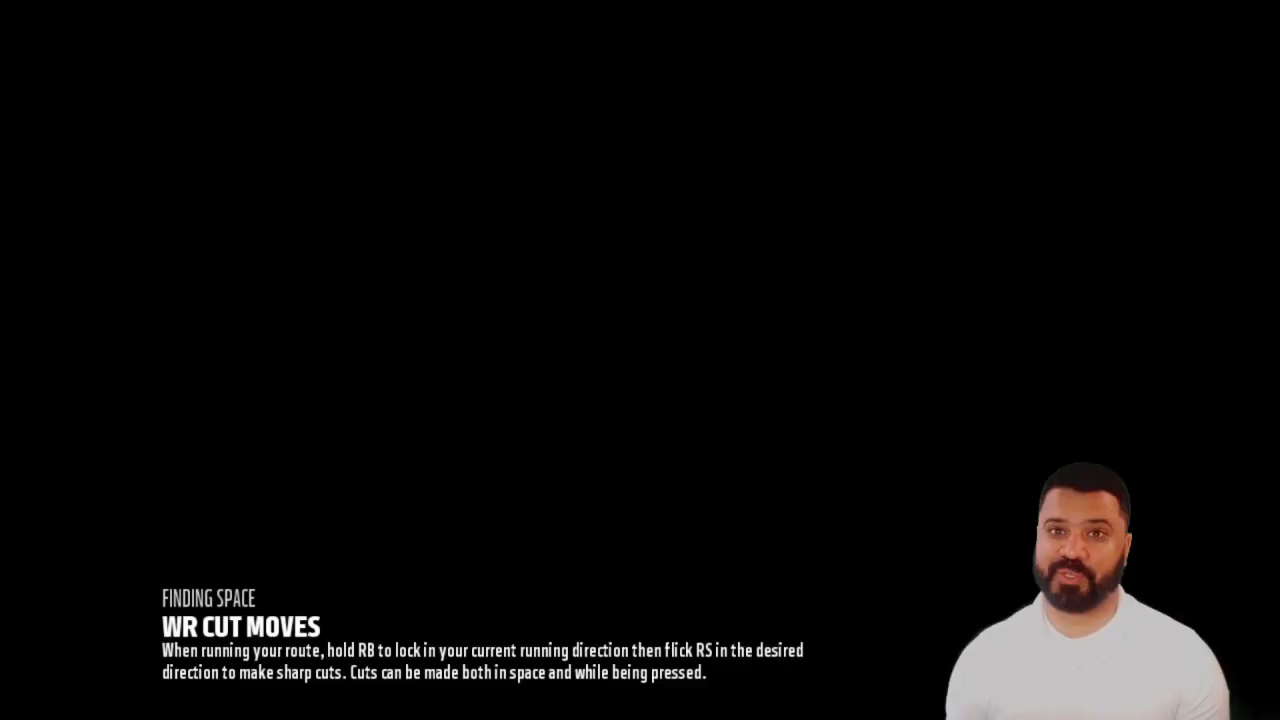 FINDING SPACE
WR CUT MOVES
When running your route, hold RB to lock in your current running direction then flick RS in the desired
direction to make sharp cuts. Cuts can be made both in space and while being pressed.